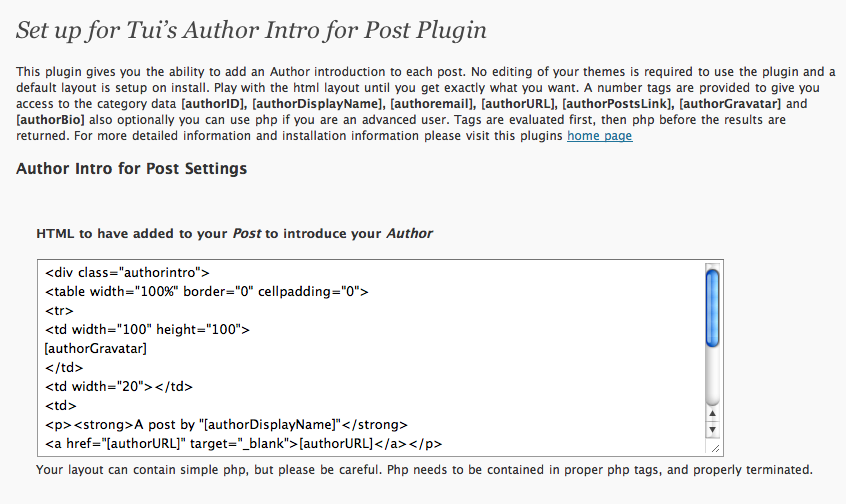 Set up for Tui's Author Intro for Post Plugin
This plugin gives you the ability to add an Author introduction to each post. No editing of your themes is required to use the plugin and a
default layout is setup on install. Play with the html layout until you get exactly what you want. A number tags are provided to give you
access to the category data [authorID], [authorDisplayName], [authoremail], [authorURL], [authorPostsLink], [authorGravatar] and
[authorBio] also optionally you can use php if you are an advanced user. Tags are evaluated first, then php before the results are
returned. For more detailed information and installation information please visit this plugins home page
Author Intro for Post Settings
HTML to have added to your Post to introduce your Author
<div class="authorintro">
<table width="100%" border="0" cellpadding="0">
<tr>
<td width="100" height="100">
[authorGravatar]
</td>
<td width="20"></td>
<td>
<p><strong>A post by "[authorDisplayName]"</strong>
<a href="[authorURL]" target="_blank">[authorURL]</a></p>
Your layout can contain simple php, but please be careful. Php needs to be contained in proper php tags, and properly terminated.